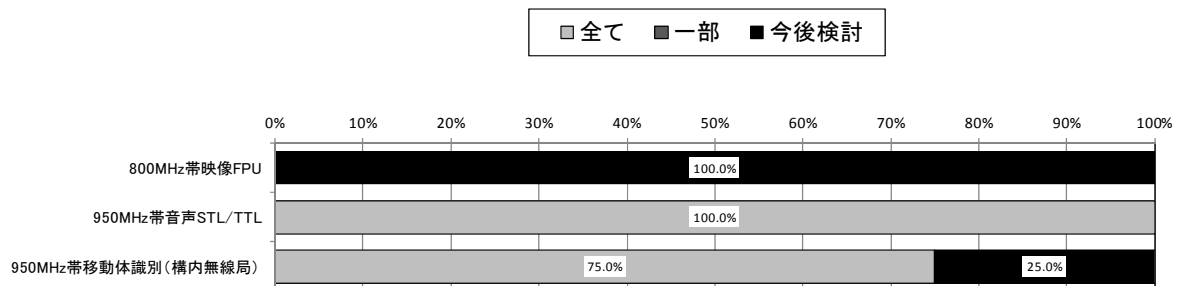 全て 一部 今後検討
0% 10% 20% 30% 40% 50% 60% 70% 80% 90% 100%
800MHz帯映像FPU 100.0%
950MHz帯音声STL/TTL 100.0%
950MHz帯移動体識別(構内無線局) 75.0% 25.0%